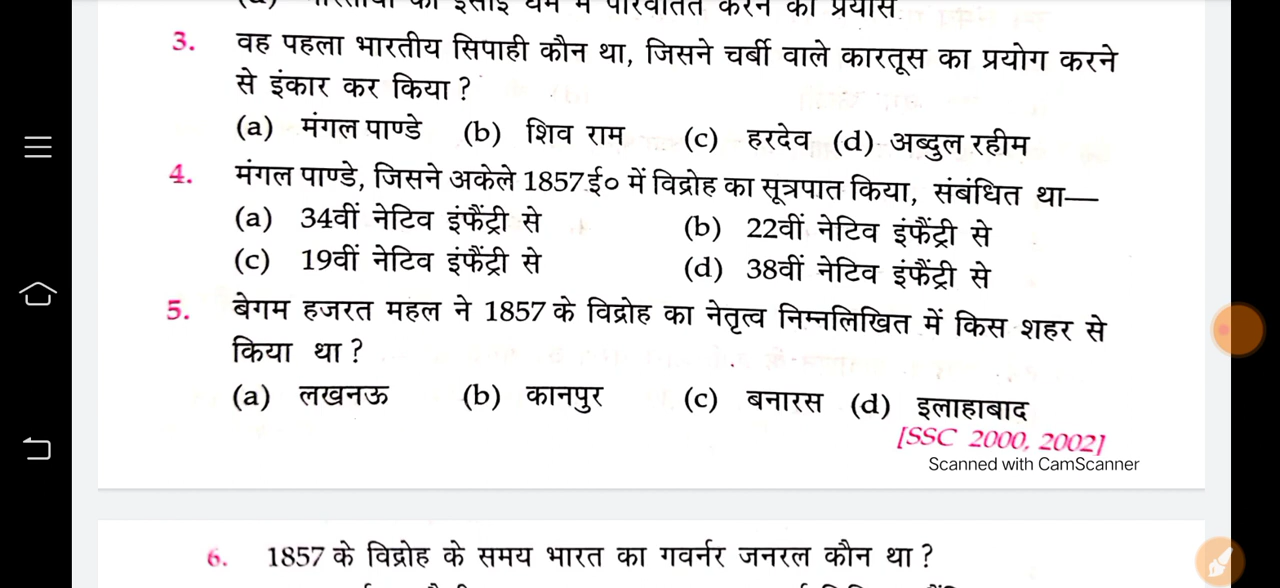 3. वह पहला भारतीय सिपाही कौन था, जिसने चर्बी वाले कारतूस का प्रयोग करने
से इंकार कर किया ?
(a) मंगल पाण्डे (b) शिव राम (c) हरदेव (d) अब्दुल रहीम
4. मंगल पाण्डे, जिसने अकेले 1857 ई० में विद्रोह का सूत्रपात किया, संबंधित था—
(a) 34वीं नेटिव इंफैंट्री से (b) 22वीं नेटिव इंफैंट्री से
(c) 19वीं नेटिव इंफैंट्री से (d) 38वीं नेटिव इंफैंट्री से
5. बेगम हजरत महल ने 1857 के विद्रोह का नेतृत्व निम्नलिखित में किस शहर से
किया था ?
(a) लखनऊ (b) कानपुर (c) बनारस (d) इलाहाबाद
[SSC 2000, 2002]
Scanned with CamScanner
6. 1857 के विद्रोह के समय भारत का गवर्नर जनरल कौन था ?